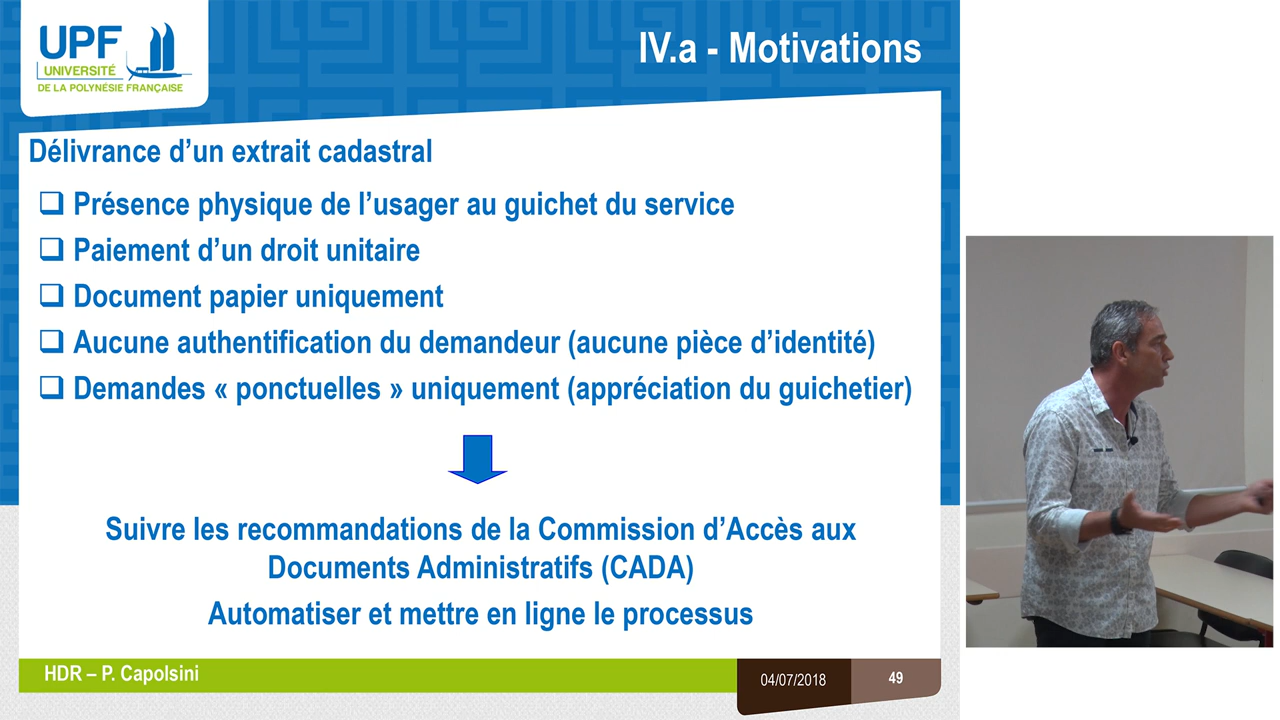 UPF
UNIVERSITÉ
DE LA POLYNÉSIE FRANÇAISE
IV.a - Motivations
Délivrance d’un extrait cadastral
❑ Présence physique de l’usager au guichet du service
❑ Paiement d’un droit unitaire
❑ Document papier uniquement
❑ Aucune authentification du demandeur (aucune pièce d’identité)
❑ Demandes « ponctuelles » uniquement (appréciation du guichetier)
Suivre les recommandations de la Commission d’Accès aux
Documents Administratifs (CADA)
Automatiser et mettre en ligne le processus
HDR – P. Capolsini
04/07/2018
49